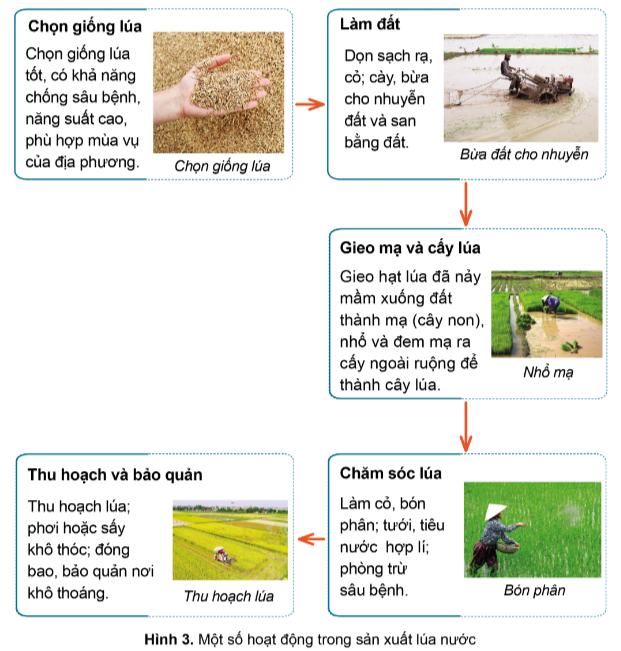 Chọn giống lúa
Chọn giống lúa
tốt, có khả năng
chống sâu bệnh,
năng suất cao,
phù hợp mùa vụ
của địa phương.
Chọn giống lúa
Làm đất
Dọn sạch rạ,
cỏ; cày, bừa
cho nhuyễn
đất và san
bằng đất.
Bừa đất cho nhuyễn
Gieo mạ và cấy lúa
Gieo hạt lúa đã nảy
mầm xuống đất
thành mạ (cây non),
nhổ và đem mạ ra
cấy ngoài ruộng để
thành cây lúa.
Nhổ mạ
Chăm sóc lúa
Làm cỏ, bón
phân; tưới, tiêu
nước hợp lí;
phòng trừ
sâu bệnh.
Bón phân
Thu hoạch và bảo quản
Thu hoạch lúa;
phơi hoặc sấy
khô thóc; đóng
bao, bảo quản nơi
khô thoáng.
Thu hoạch lúa
Hình 3. Một số hoạt động trong sản xuất lúa nước